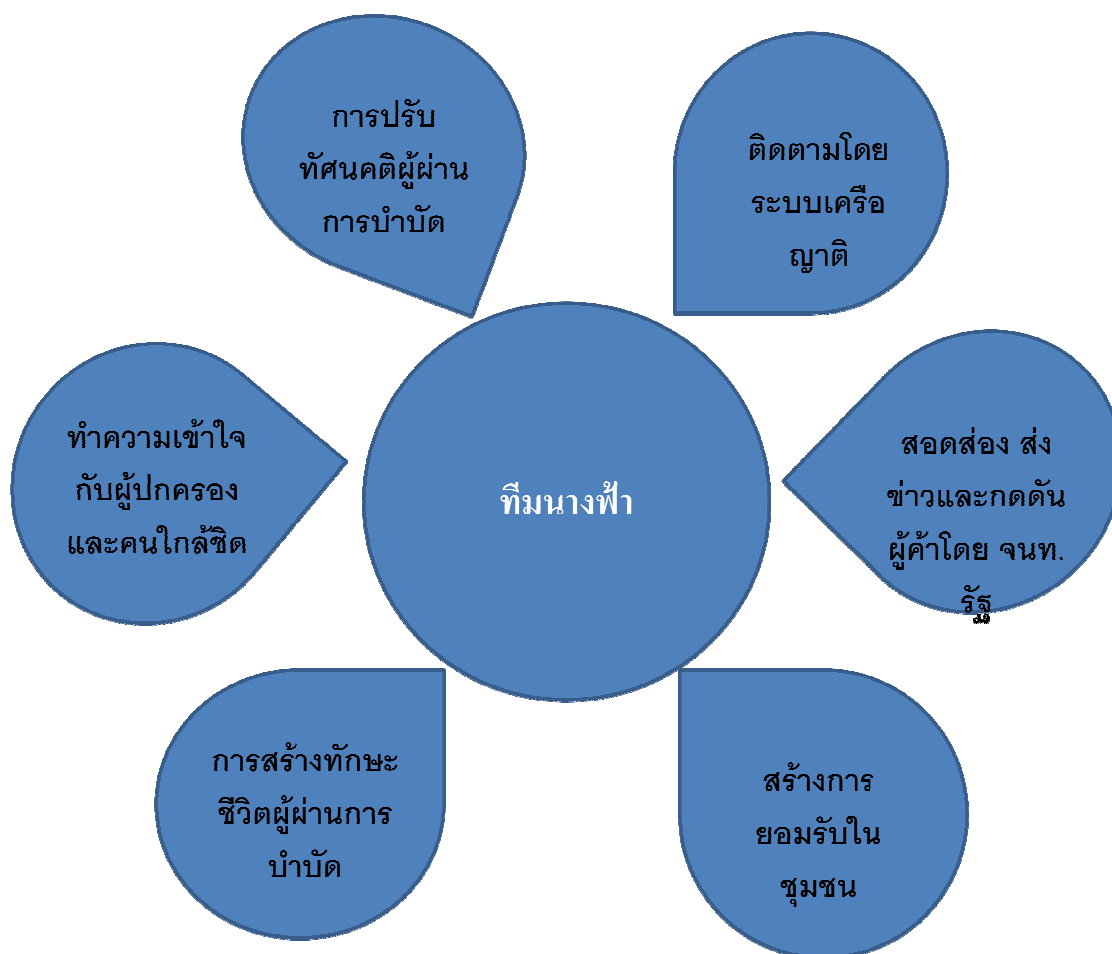 การปรับ
ทัศนคติผู้ผ่าน
การบำบัด
ติดตามโดย
ระบบเครือ
ญาติ
ทำความเข้าใจ
กับผู้ปกครอง
และคนใกล้ชิด
ทีมนางฟ้า
สอดส่อง ส่ง
ข่าวและกดดัน
ผู้ค้าโดย จนท.
รัฐ
การสร้างทักษะ
ชีวิตผู้ผ่านการ
บำบัด
สร้างการ
ยอมรับใน
ชุมชน